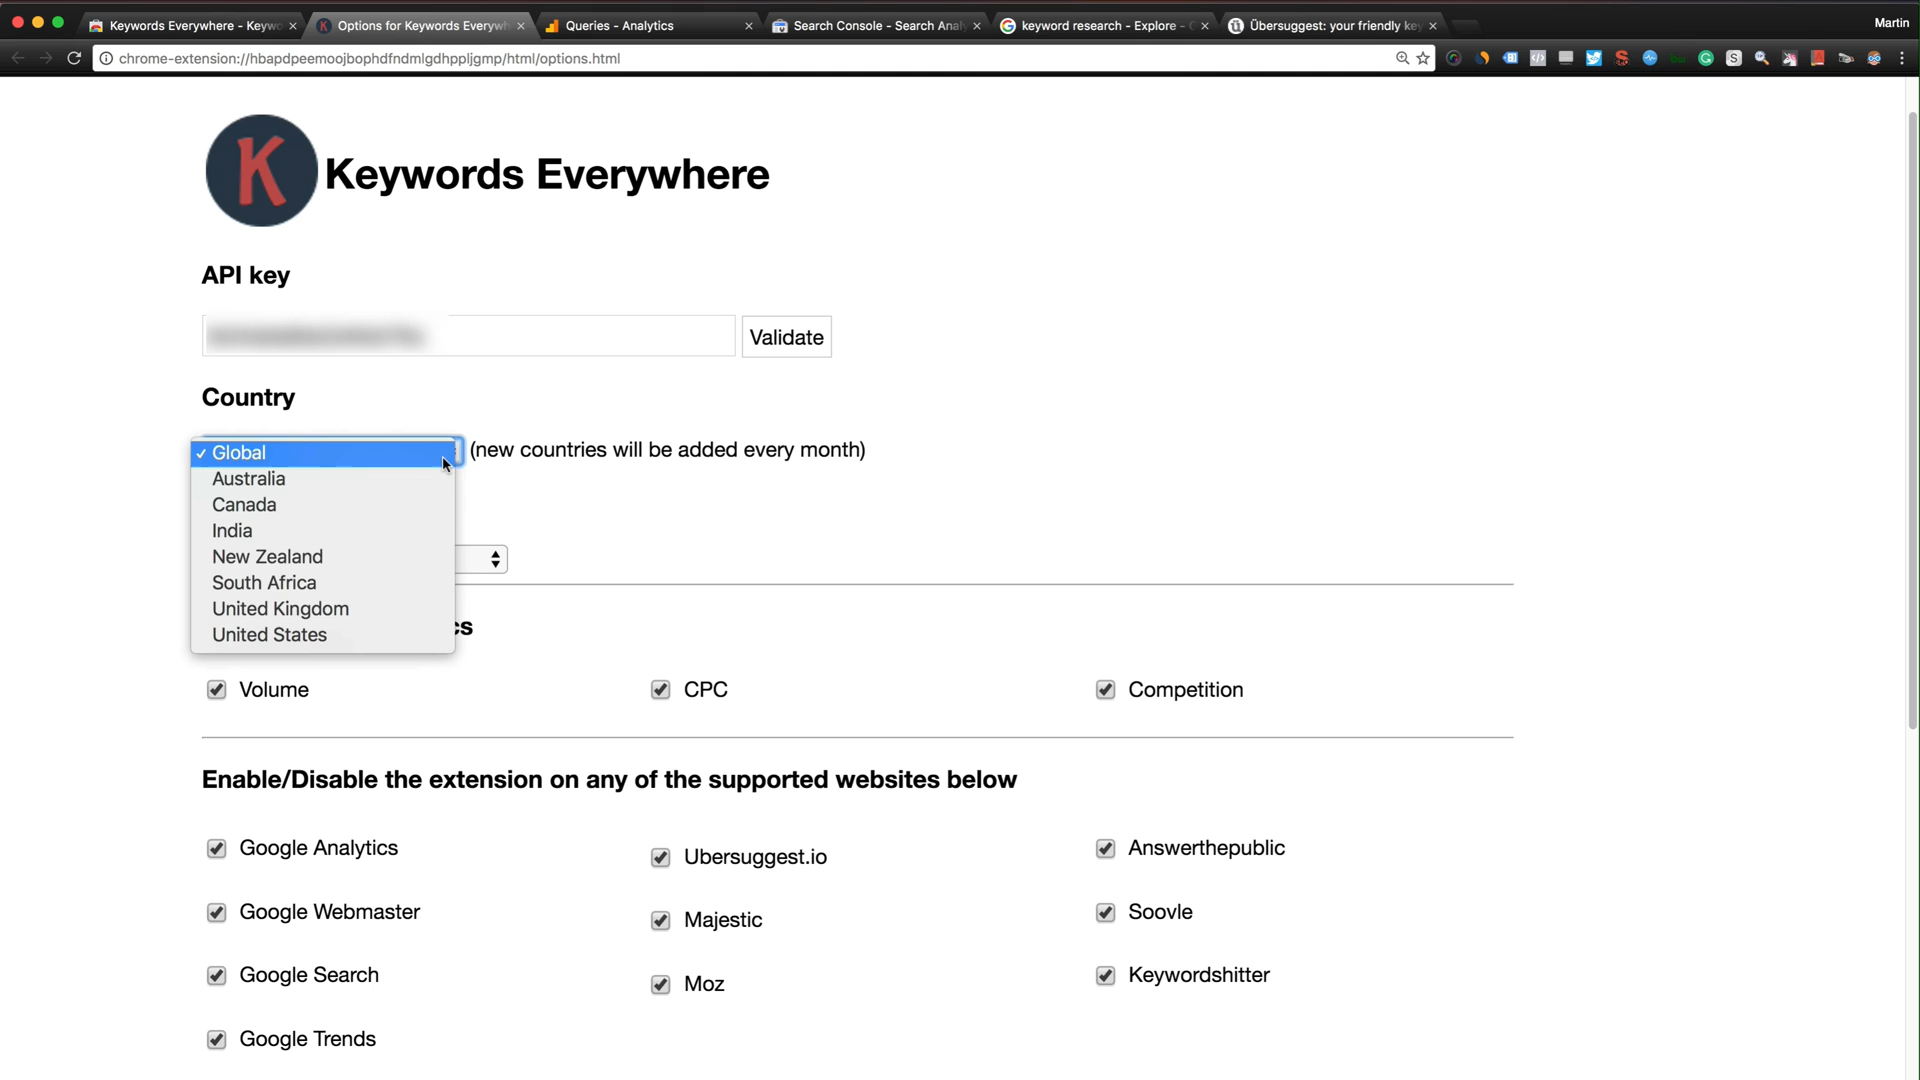 Keywords Everywhere - Keywo
Options for Keywords Everywh
Queries - Analytics
Search Console - Search Anal
keyword research - Explore -
Übersuggest: your friendly key
Martin
chrome-extension://hbapdpeemoojbophdfndmlgdhppljgmp/html/options.html
K
Keywords Everywhere
API key
Validate
Country
Global
(new countries will be added every month)
Australia
Canada
India
New Zealand
South Africa
United Kingdom
United States
cs
Volume
CPC
Competition
Enable/Disable the extension on any of the supported websites below
Google Analytics
Ubersuggest.io
Answerthepublic
Google Webmaster
Majestic
Soovle
Google Search
Moz
Keywordshitter
Google Trends